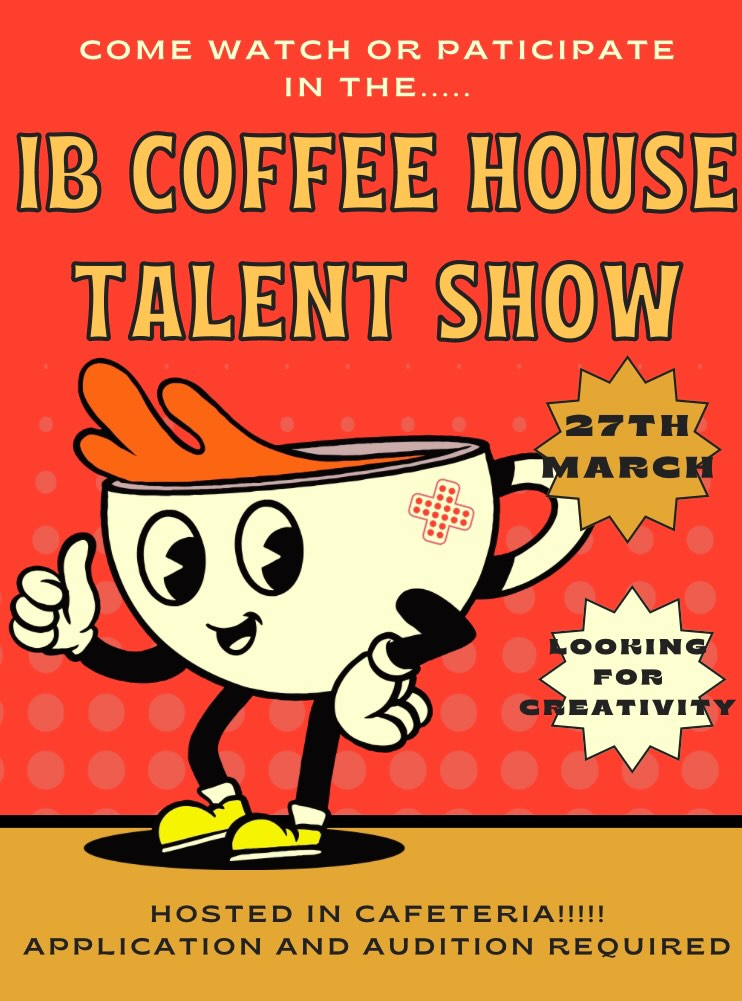 COME WATCH OR PATICIPATE
IN THE.....
IB COFFEE HOUSE
TALENT SHOW
27TH
MARCH
LOOKING
FOR
CREATIVITY
HOSTED IN CAFETERIA!!!!!
APPLICATION AND AUDITION REQUIRED